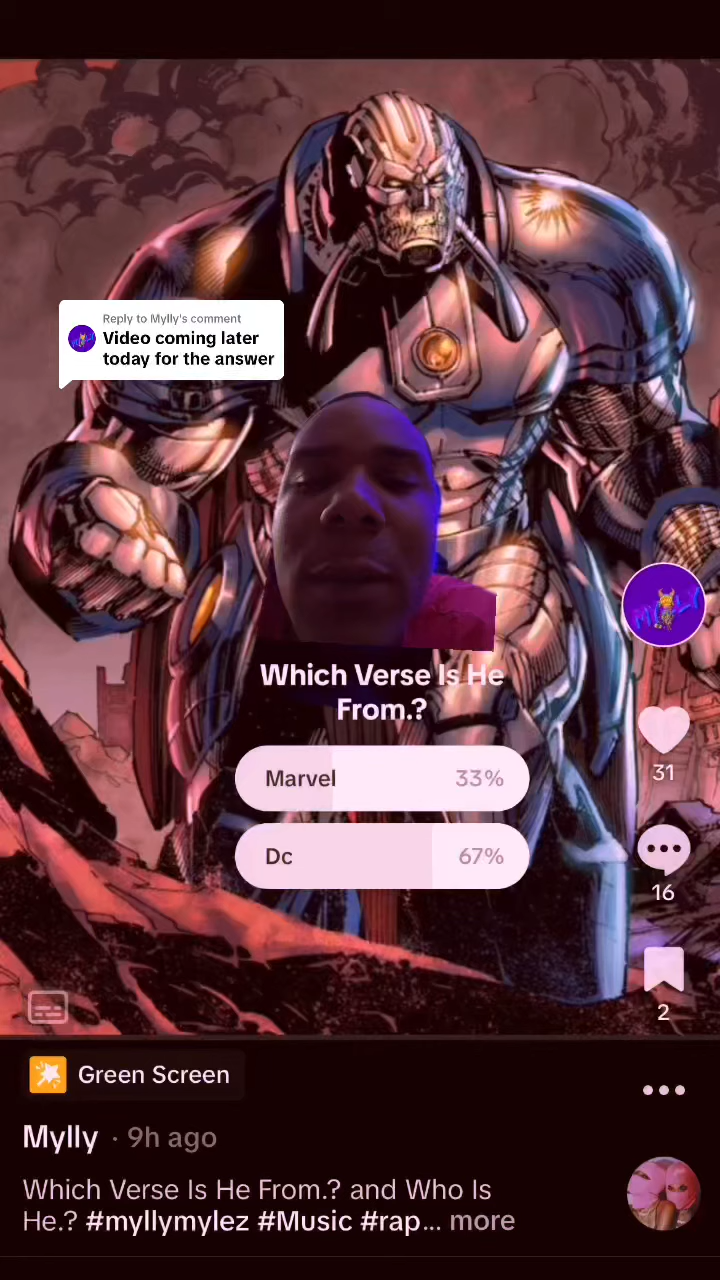 Reply to Mylly's comment
Video coming later
today for the answer
Which Verse Is He
From.?
Marvel 33%
Dc 67%
MYLLY
31
16
2
Green Screen
Mylly · 9h ago
Which Verse Is He From.? and Who Is
He.? #myllymylez #Music #rap... more